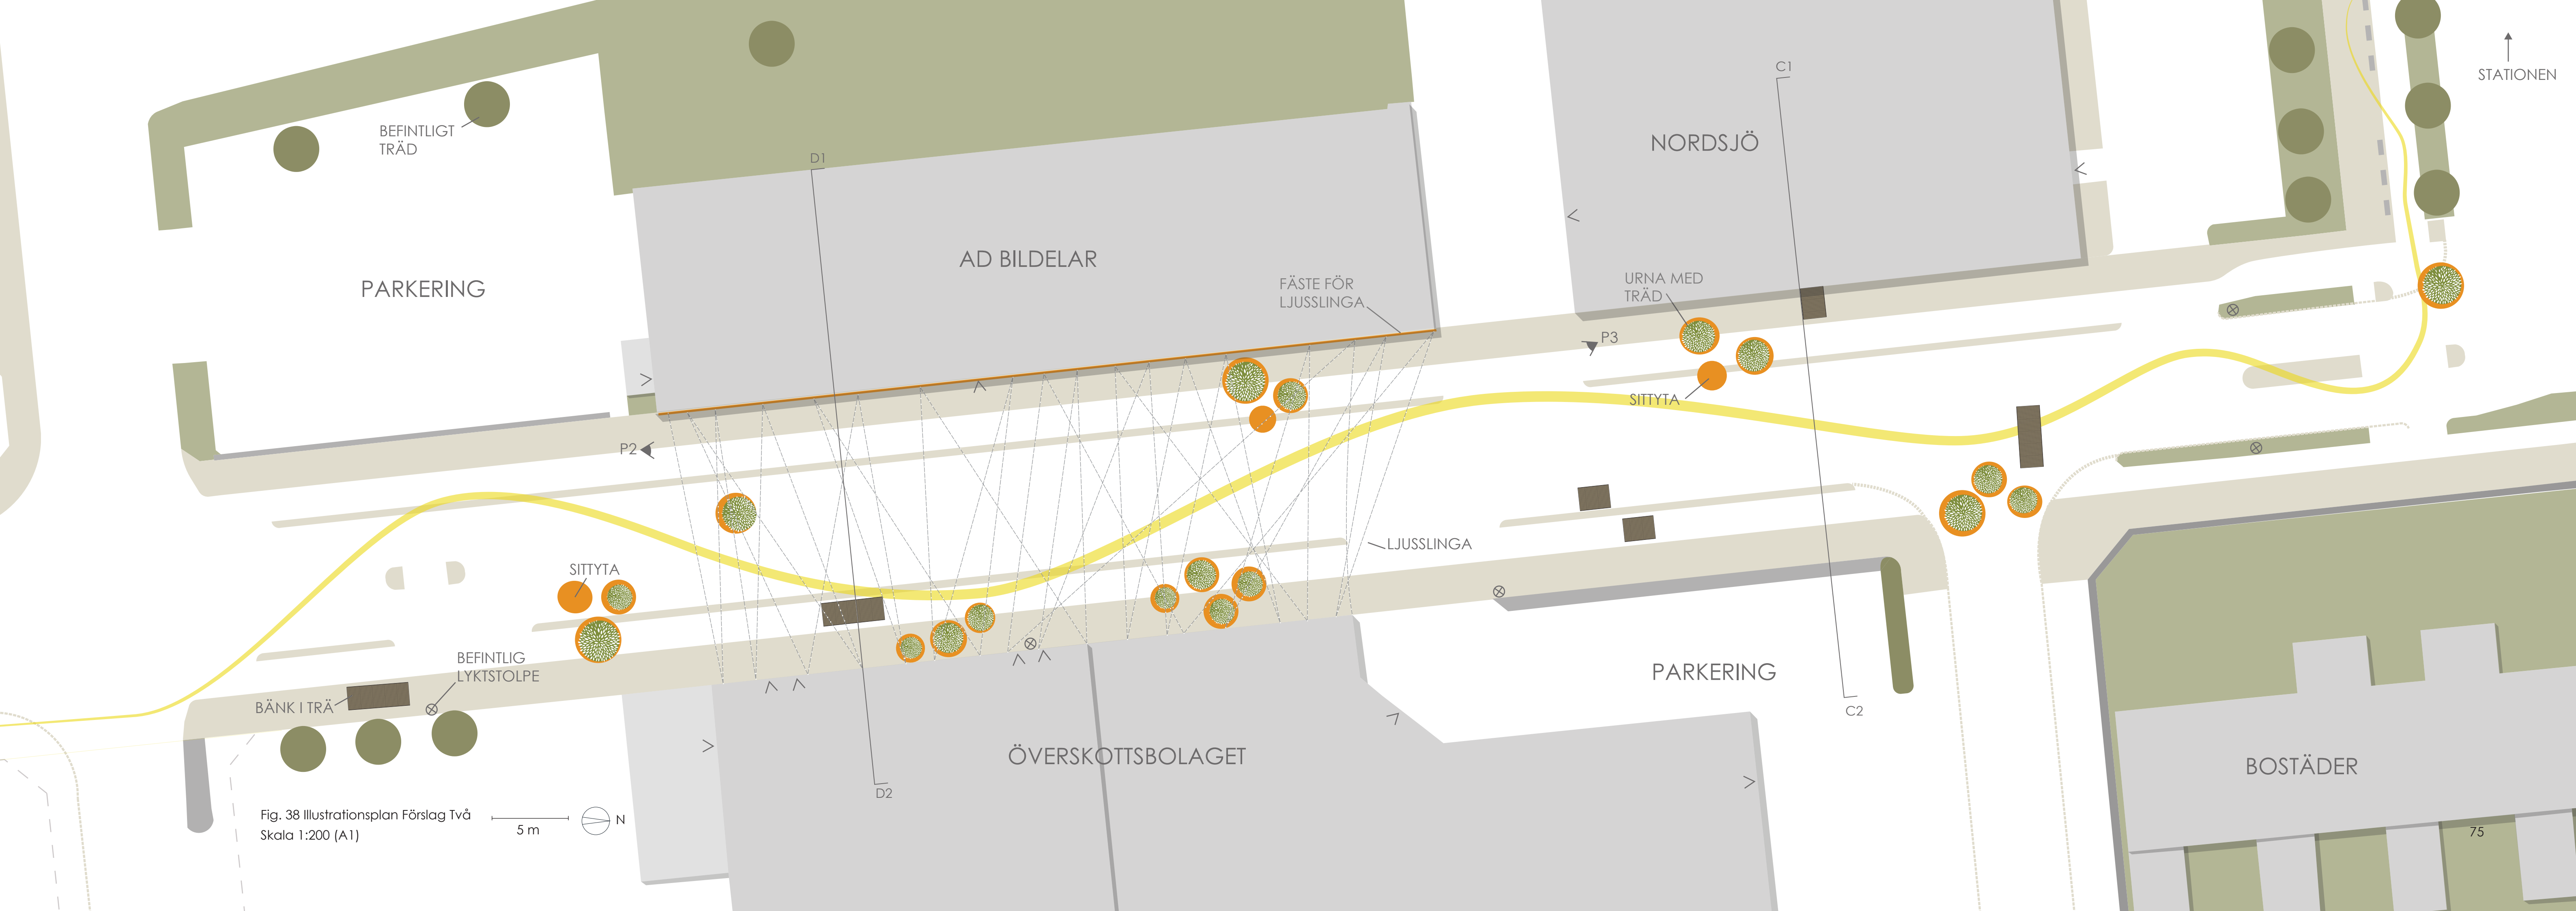 C1
STATIONEN
BEFINTLIGT
TRÄD
NORDSJÖ
D1
AD BILDELAR
PARKERING
FÄSTE FÖR
LJUSSLINGA
URNA MED
TRÄD
P3
SITTYTA
P2
LJUSSLINGA
SITTYTA
BEFINTLIG
LYKTSTOLPE
BÄNK I TRÄ
PARKERING
C2
ÖVERSKOTTSBOLAGET
BOSTÄDER
D2
Fig. 38 Illustrationsplan Förslag Två
Skala 1:200 (A1)
5 m
N
75